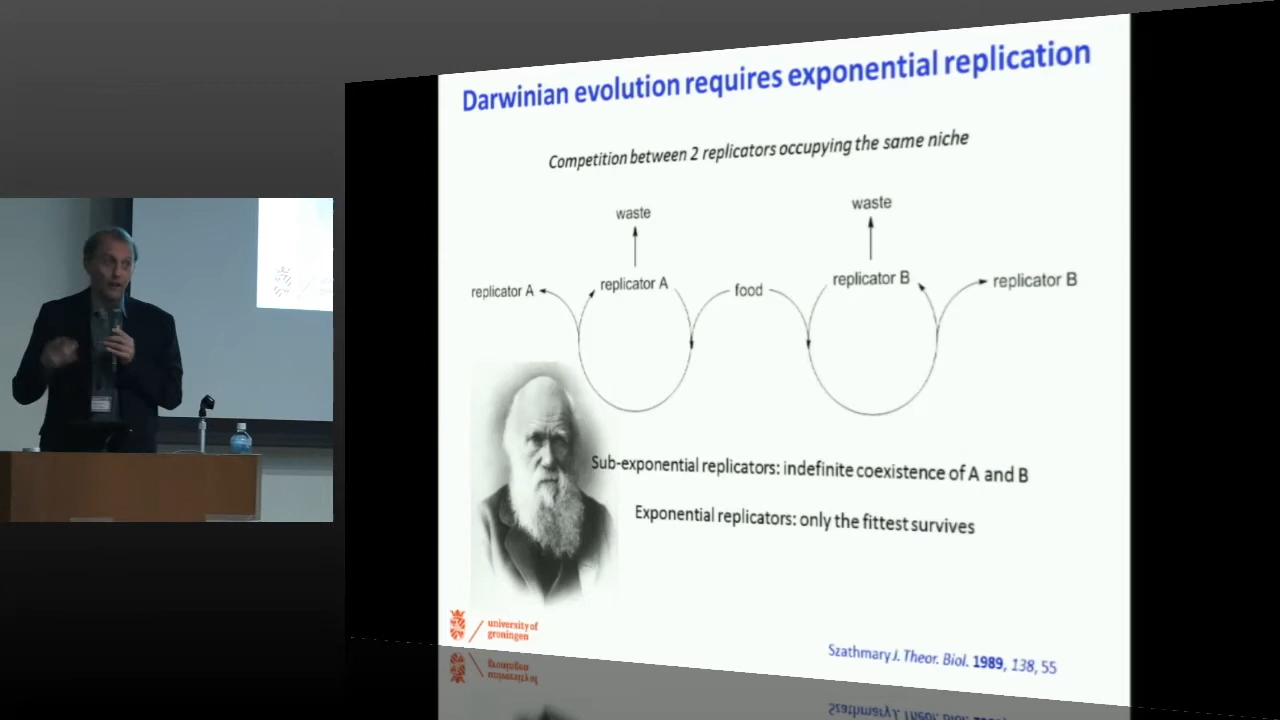 Darwinian evolution requires exponential replication
Competition between 2 replicators occupying the same niche
waste
waste
replicator A
replicator A
food
replicator B
replicator B
Sub-exponential replicators: indefinite coexistence of A and B
Exponential replicators: only the fittest survives
university of
groningen
Szathmary J. Theor. Biol. 1989, 138, 55